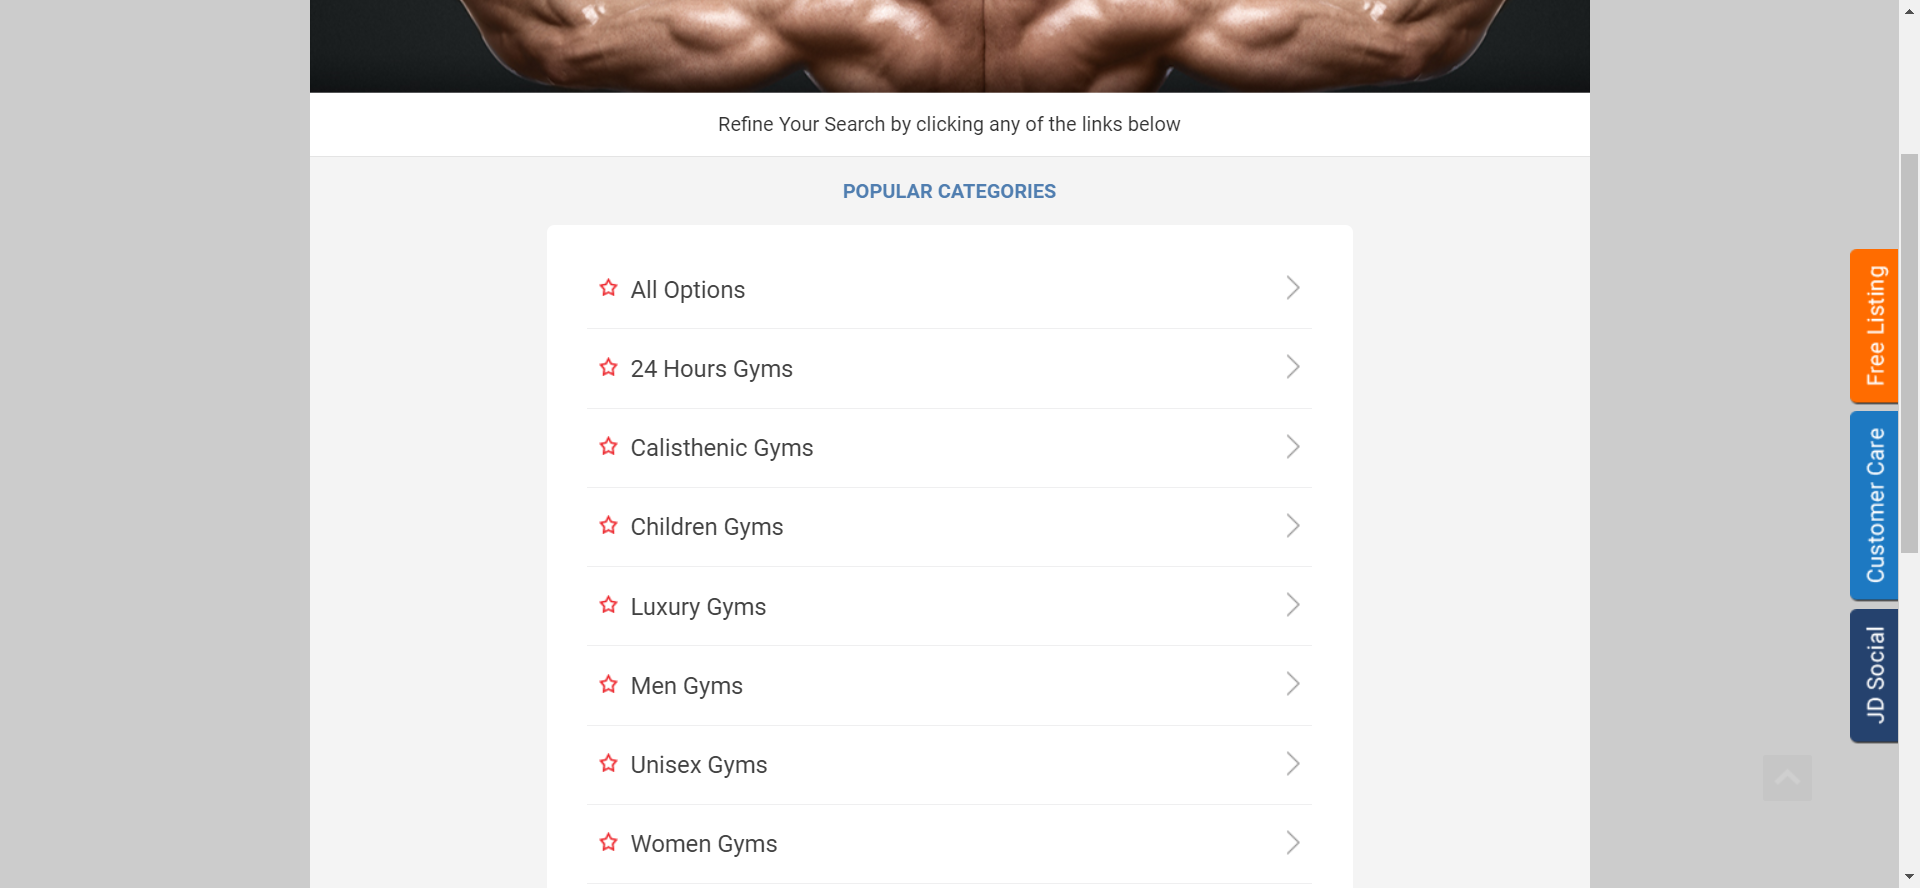 Refine Your Search by clicking any of the links below
POPULAR CATEGORIES
All Options
24 Hours Gyms
Calisthenic Gyms
Children Gyms
Luxury Gyms
Men Gyms
Unisex Gyms
Women Gyms
Free Listing
Customer Care
JD Social